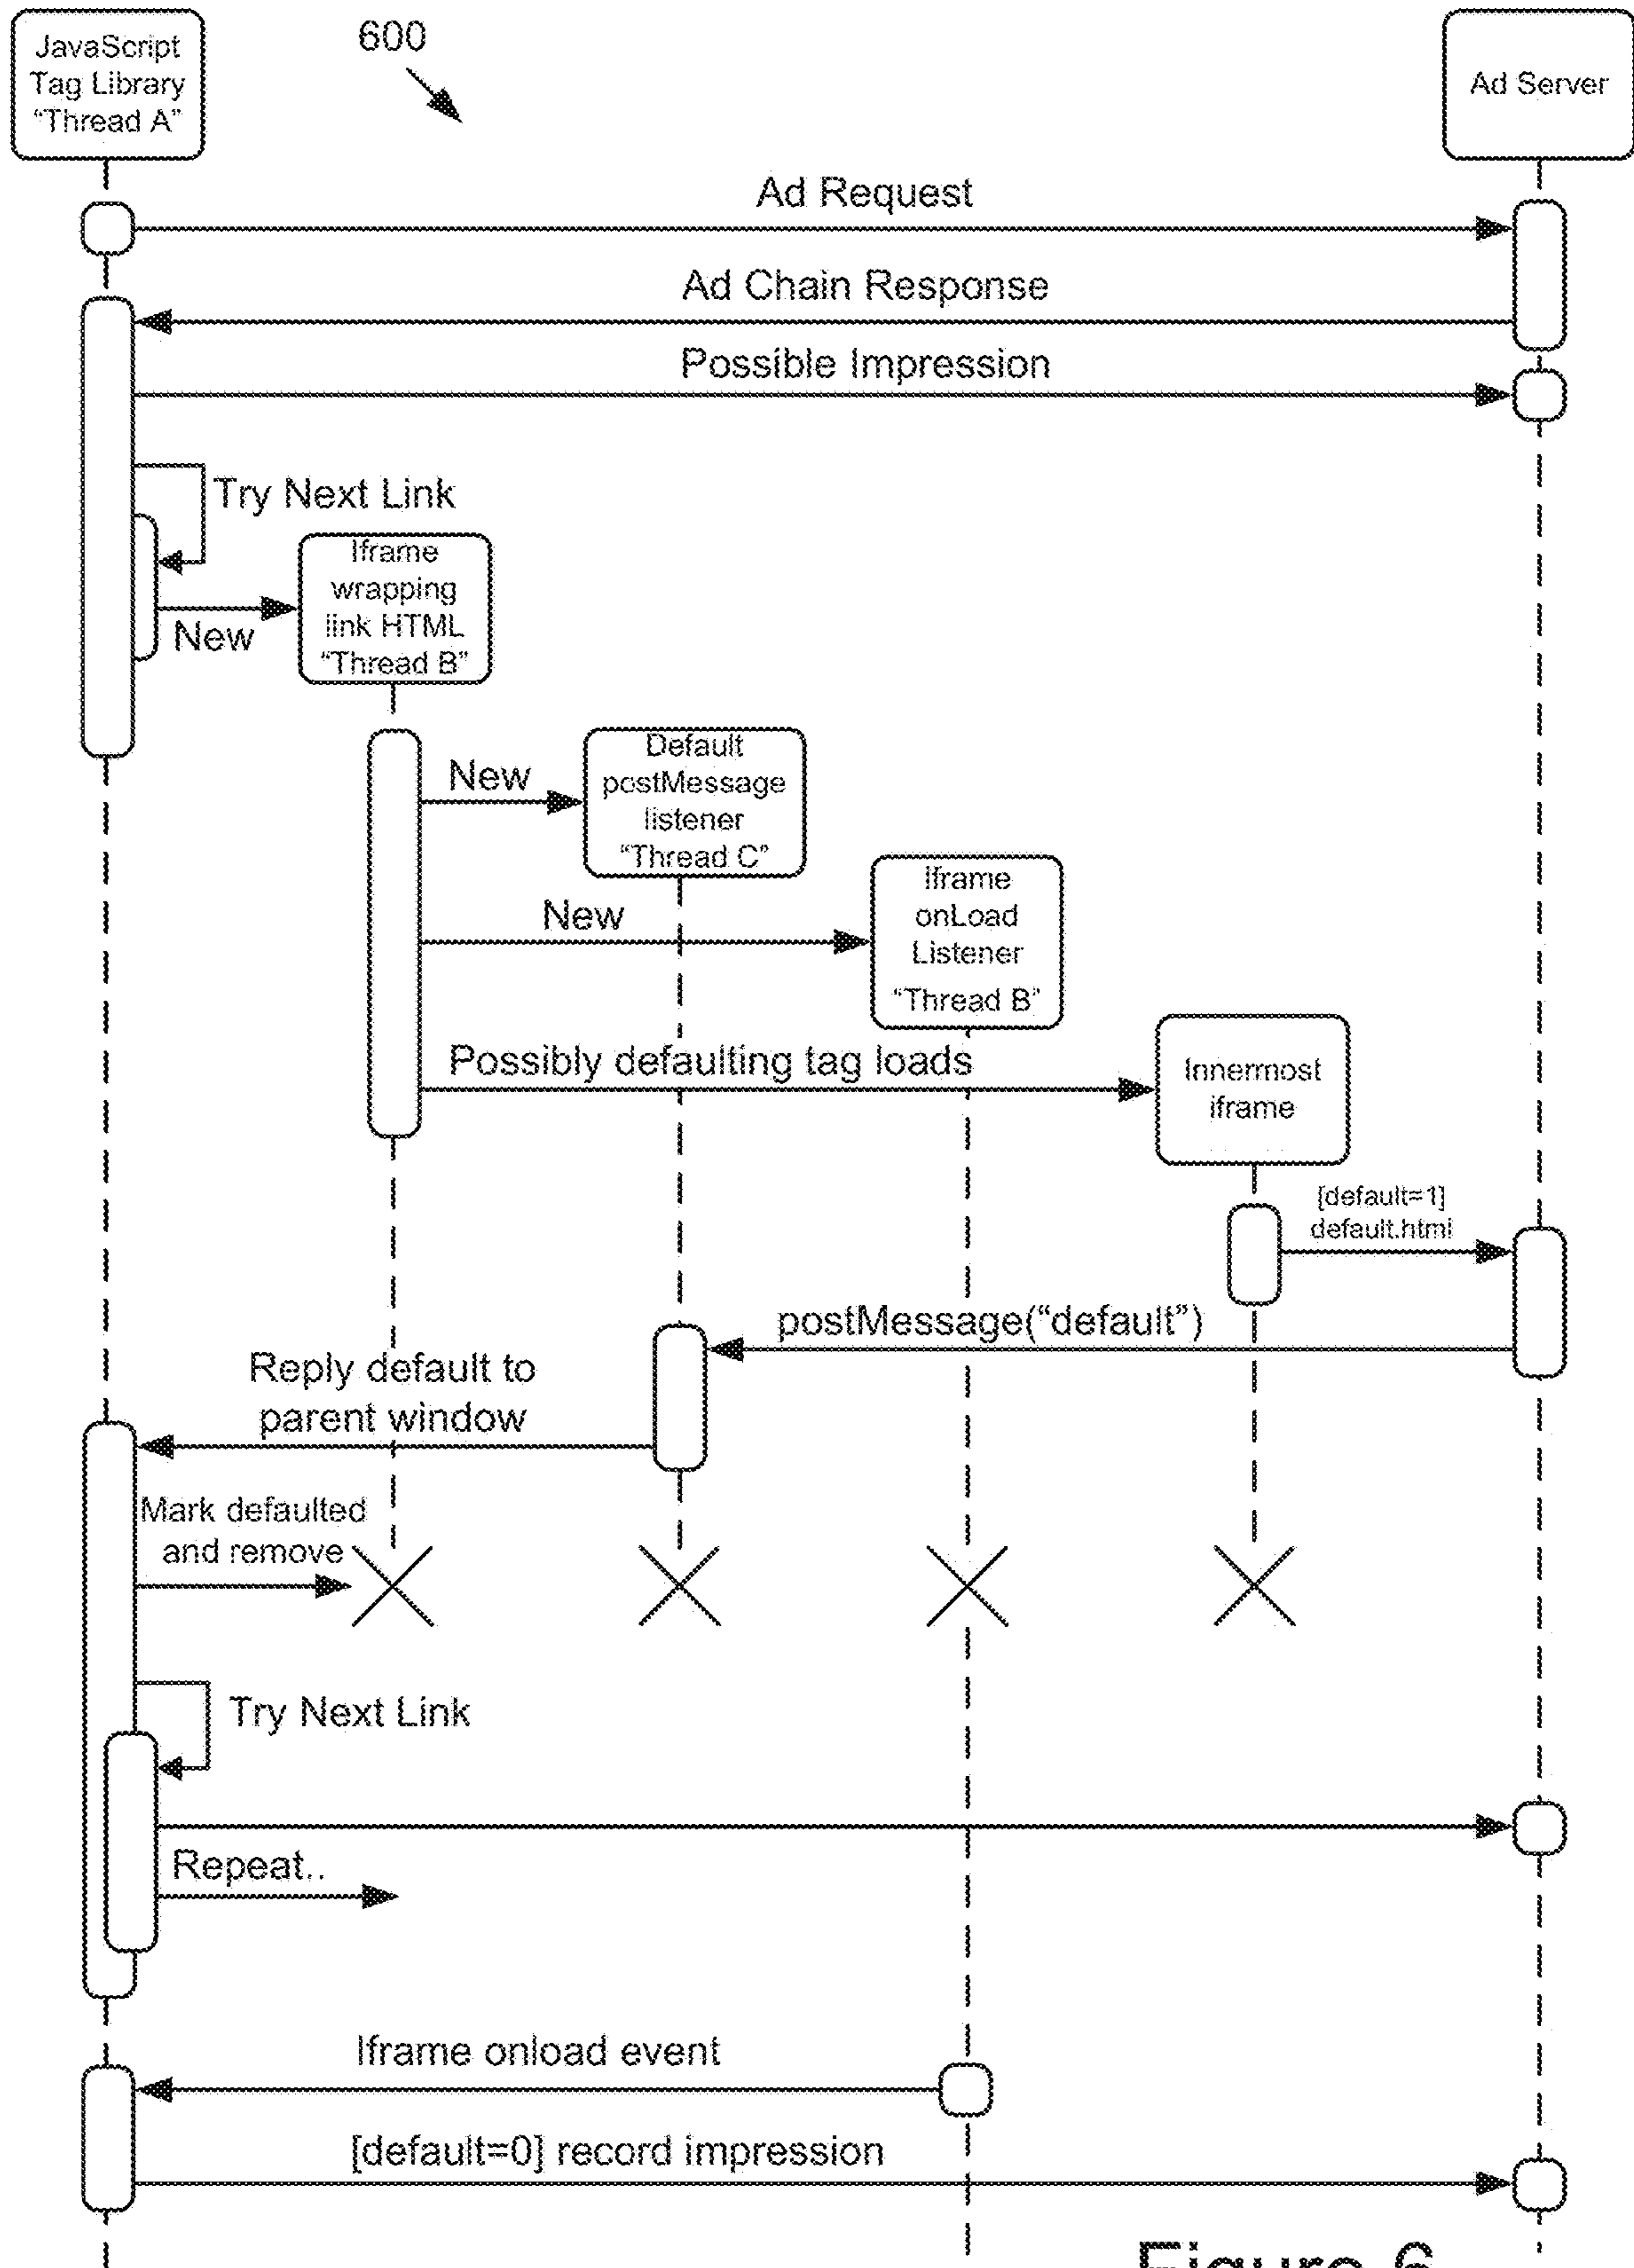 JavaScript
Tag Library
“Thread A”
600
Ad Server
Ad Request
Ad Chain Response
Possible Impression
Try Next Link
Iframe
wrapping
link HTML
“Thread B”
New
Default
postMessage
listener
“Thread C”
New
Iframe
onLoad
Listener
“Thread B”
New
Possibly defaulting tag loads
Innermost
iframe
[default=1]
default.html
postMessage(“default”)
Reply default to
parent window
Mark defaulted
and remove
Try Next Link
Repeat..
Iframe onload event
[default=0] record impression
Figure 6